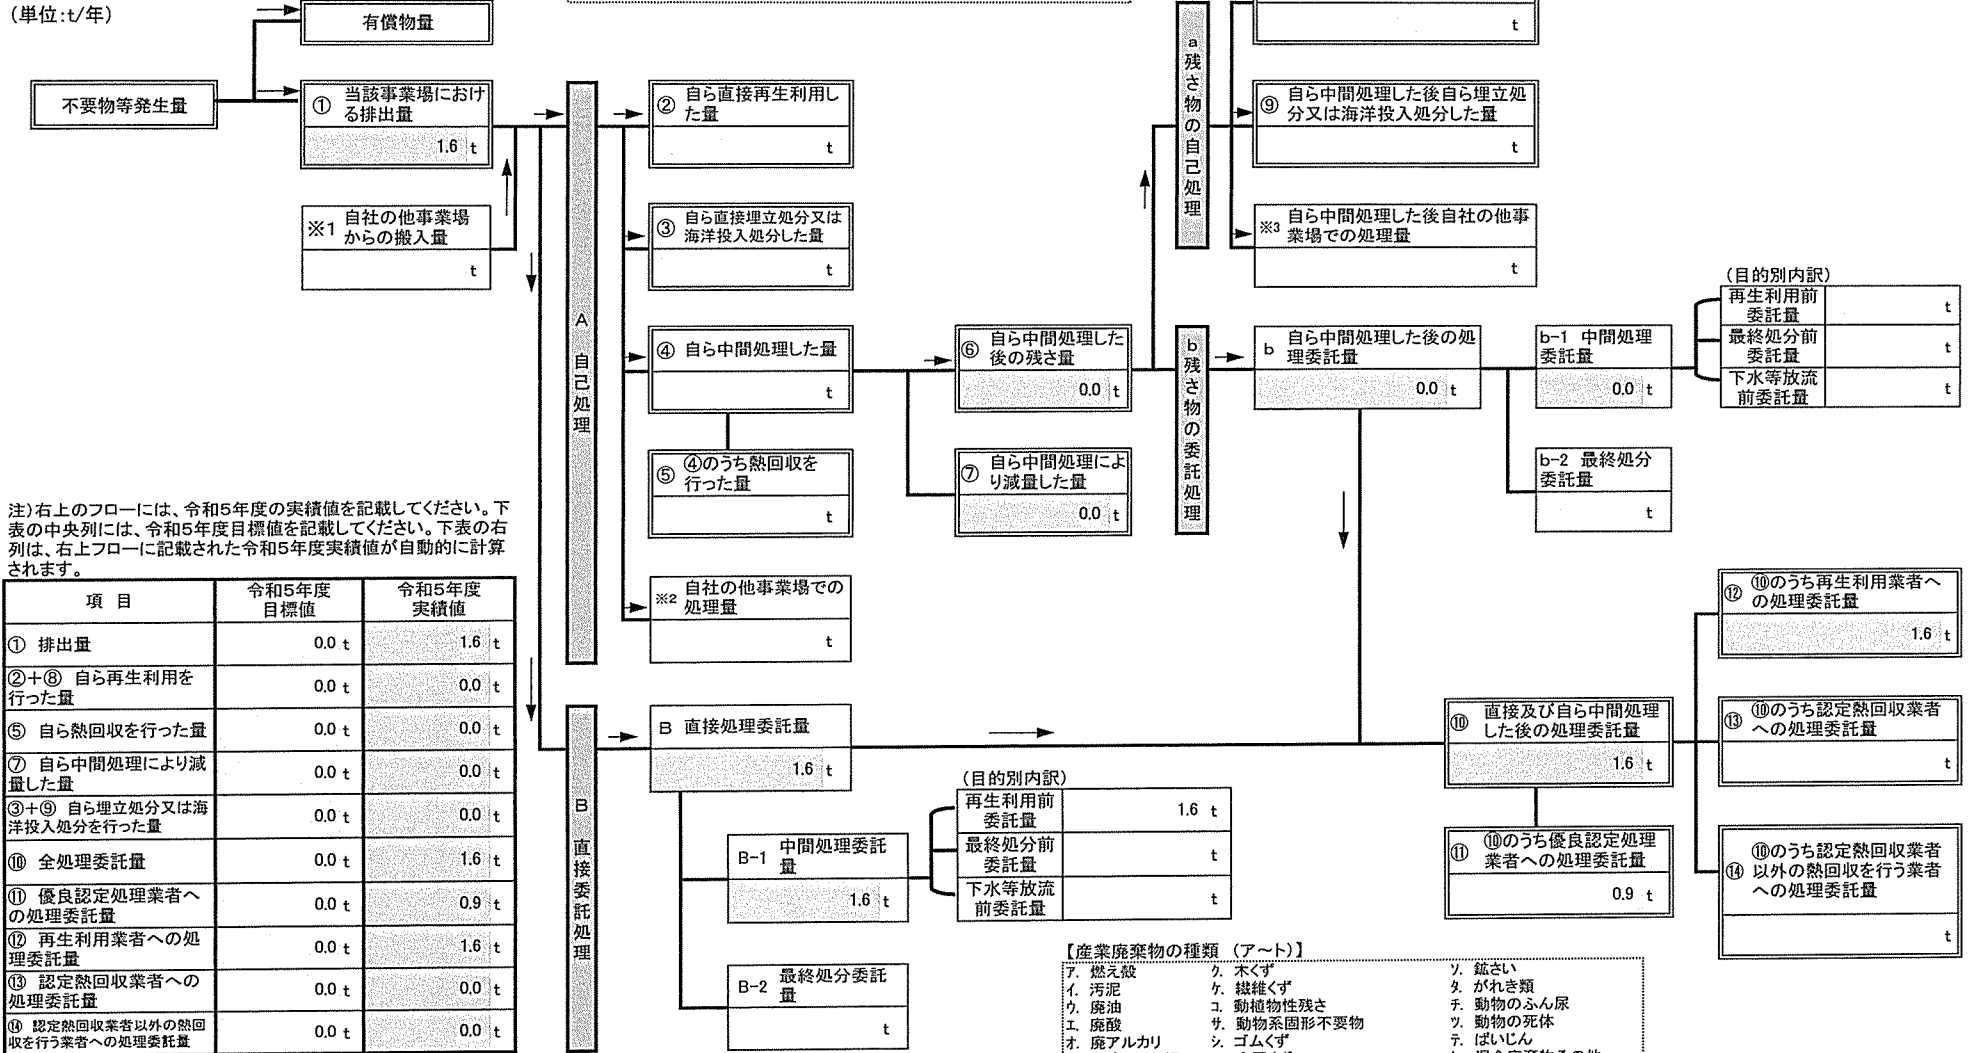 (単位:t/年)
有償物量
不要物等発生量
① 当該事業場におけ
る排出量
1.6 t
※1 自社の他事業場
からの搬入量
t
A 自己処理
② 自ら直接再生利用し
た量
t
③ 自ら直接埋立処分又は
海洋投入処分した量
t
④ 自ら中間処理した量
t
⑤ ④のうち熱回収を
行った量
t
※2 自社の他事業場での
処理量
t
⑥ 自ら中間処理した
後の残さ量
0.0 t
⑦ 自ら中間処理によ
り減量した量
0.0 t
a 残さ物の自己処理
t
⑨ 自ら中間処理した後自ら埋立処
分又は海洋投入処分した量
t
※3 自ら中間処理した後自社の他事
業場での処理量
t
b 残さ物の委託処理
b 自ら中間処理した後の処
理委託量
0.0 t
b-1 中間処理
委託量
0.0 t
(目的別内訳)
再生利用前
委託量
t
最終処分前
委託量
t
下水等放流
前委託量
t
b-2 最終処分
委託量
t
注)右上のフローには、令和5年度の実績値を記載してください。下
表の中央列には、令和5年度目標値を記載してください。下表の右
列は、右上フローに記載された令和5年度実績値が自動的に計算
されます。
項 目
令和5年度
目標値
令和5年度
実績値
① 排出量 0.0 t 1.6 t
②+⑧ 自ら再生利用を
行った量 0.0 t 0.0 t
⑤ 自ら熱回収を行った量 0.0 t 0.0 t
⑦ 自ら中間処理により減
量した量 0.0 t 0.0 t
③+⑨ 自ら埋立処分又は海
洋投入処分を行った量 0.0 t 0.0 t
⑩ 全処理委託量 0.0 t 1.6 t
⑪ 優良認定処理業者へ
の処理委託量 0.0 t 0.9 t
⑫ 再生利用業者への処
理委託量 0.0 t 1.6 t
⑬ 認定熱回収業者への
処理委託量 0.0 t 0.0 t
⑭ 認定熱回収業者以外の熱回
収を行う業者への処理委託量 0.0 t 0.0 t
B 直接委託処理
B 直接処理委託量
1.6 t
B-1 中間処理委託
量
1.6 t
(目的別内訳)
再生利用前
委託量
1.6 t
最終処分前
委託量
t
下水等放流
前委託量
t
B-2 最終処分委託
量
t
⑩ 直接及び自ら中間処理
した後の処理委託量
1.6 t
⑪ ⑩のうち優良認定処理
業者への処理委託量
0.9 t
⑫ ⑩のうち再生利用業者へ
の処理委託量
1.6 t
⑬ ⑩のうち認定熱回収業者
への処理委託量
t
⑭ ⑩のうち認定熱回収業者
以外の熱回収を行う業者
への処理委託量
t
【産業廃棄物の種類 (ア~ト)】
ア. 燃え殻
イ. 汚泥
ウ. 廃油
エ. 廃酸
オ. 廃アルカリ
ク. 木くず
ケ. 繊維くず
コ. 動植物性残さ
サ. 動物系固形不要物
シ. ゴムくず
ソ. 鉱さい
タ. がれき類
チ. 動物のふん尿
ツ. 動物の死体
テ. ばいじん